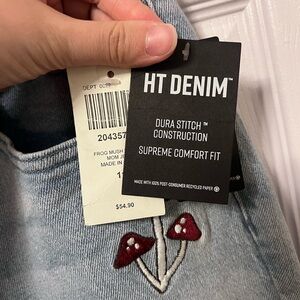 DEPT
204357
FROG MUSH
MOM J
MADE IN
$54.90
HT DENIM™
DURA STITCH™
CONSTRUCTION
SUPREME COMFORT FIT
MADE WITH 100% POST-CONSUMER RECYCLED PAPER